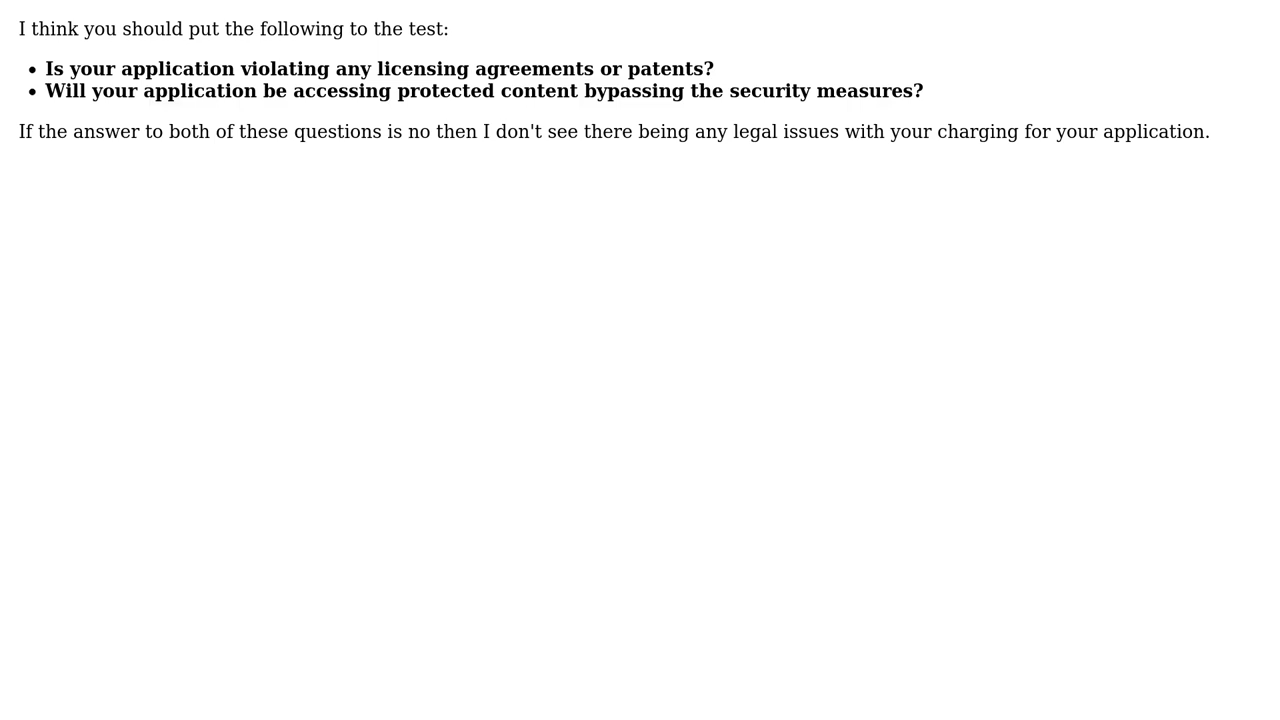 I think you should put the following to the test:
• Is your application violating any licensing agreements or patents?
• Will your application be accessing protected content bypassing the security measures?
If the answer to both of these questions is no then I don't see there being any legal issues with your charging for your application.